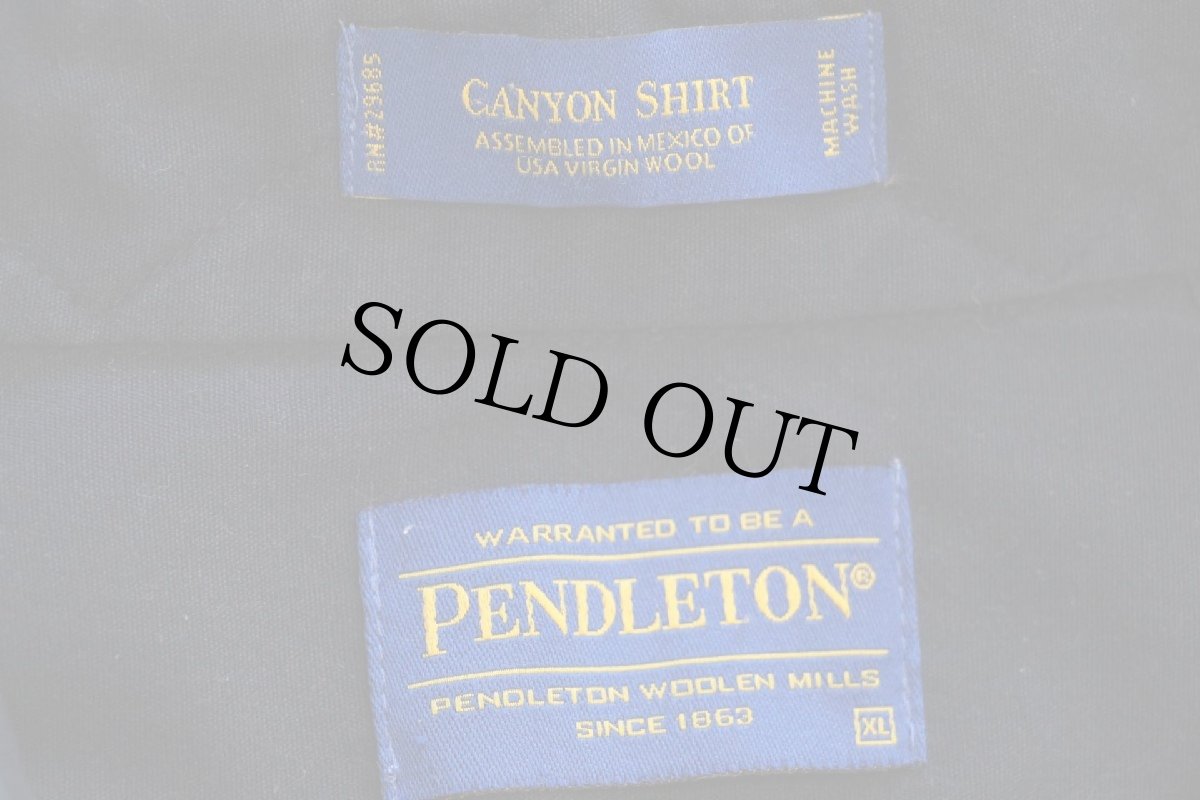 RN#29685
CANYON SHIRT
ASSEMBLED IN MEXICO OF
USA VIRGIN WOOL
MACHINE
WASH
SOLD OUT
WARRANTED TO BE A
PENDLETON®
PENDLETON WOOLEN MILLS
SINCE 1863
XL